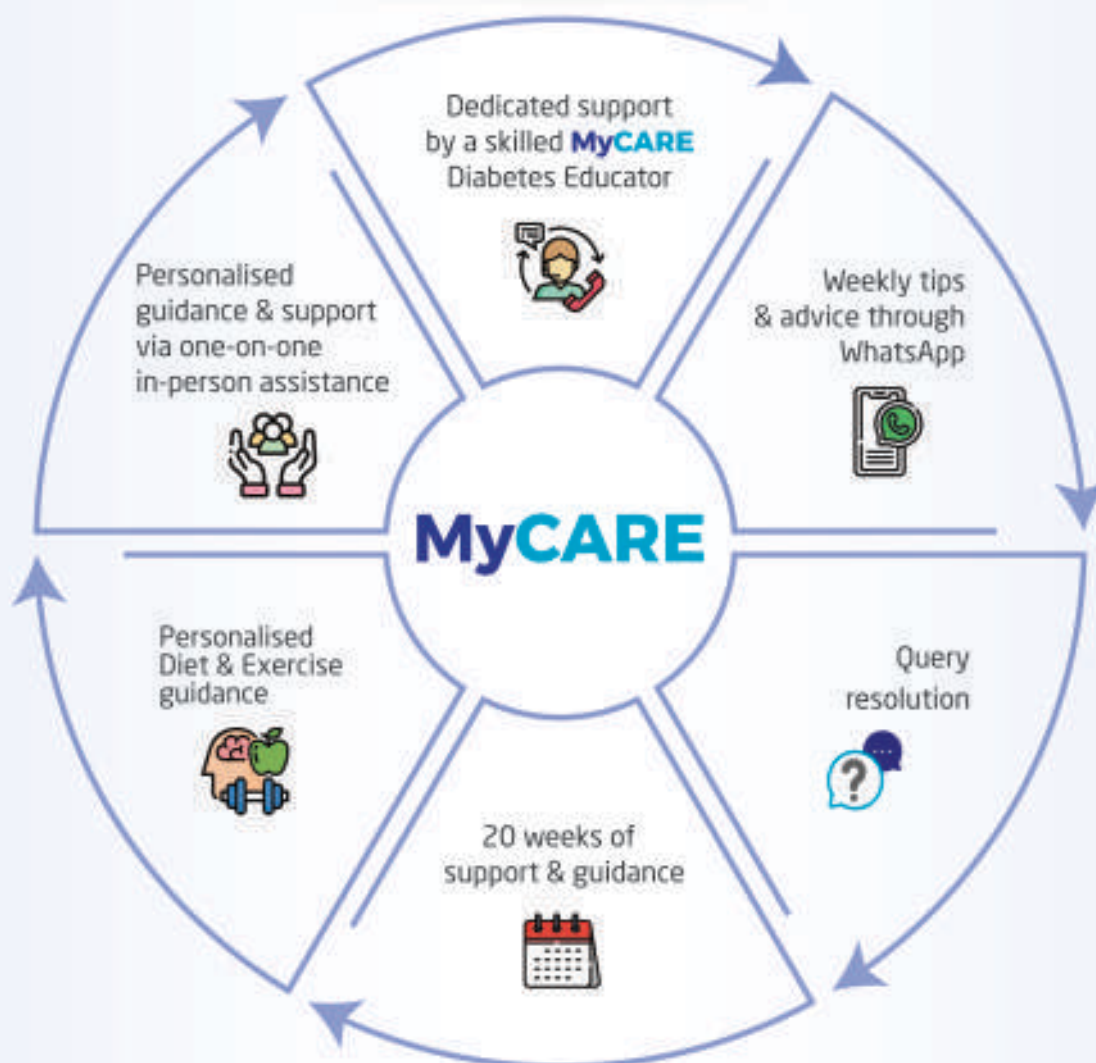 Dedicated support
by a skilled MyCARE
Diabetes Educator
Weekly tips
& advice through
WhatsApp
Query
resolution
20 weeks of
support & guidance
Personalised
Diet & Exercise
guidance
Personalised
guidance & support
via one-on-one
in-person assistance
MyCARE